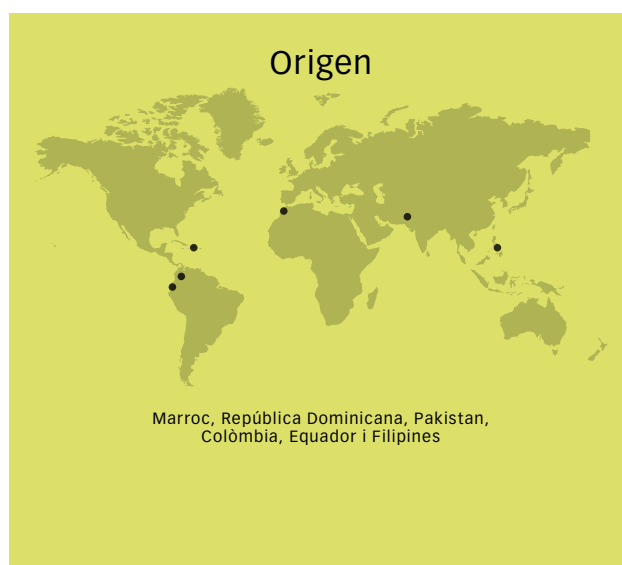 Origen
Marroc, República Dominicana, Pakistan,
Colòmbia, Equador i Filipines